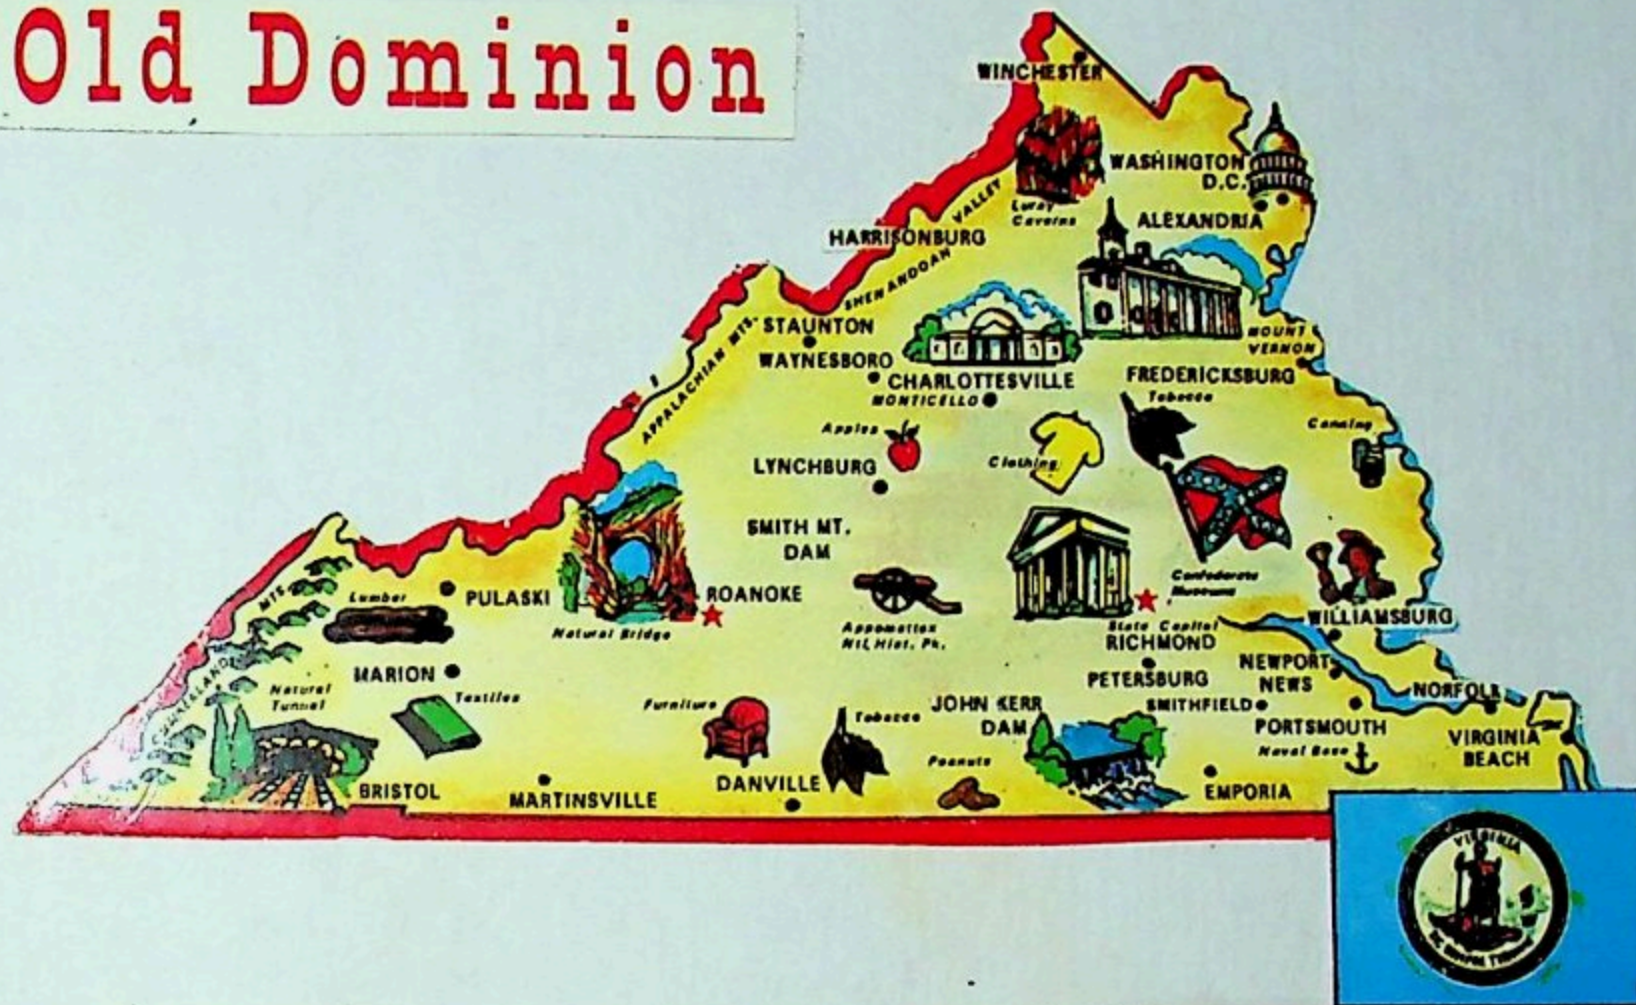 Old Dominion
WINCHESTER
WASHINGTON
D.C.
Luray
Caverns
ALEXANDRIA
SHENANDOAH VALLEY
HARRISONBURG
APPALACHIAN MTS.
STAUNTON
WAYNESBORO
MOUNT
VERNON
CHARLOTTESVILLE
MONTICELLO
FREDERICKSBURG
Tobacco
Apples
Canning
LYNCHBURG
Clothing
SMITH MT.
DAM
Confederate
Museum
MTS.
Lumber
PULASKI
ROANOKE
Natural Bridge
Appomattox
Ntl. Hist. Pk.
State Capitol
RICHMOND
WILLIAMSBURG
MARION
PETERSBURG
NEWPORT
NEWS
Natural
Tunnel
Textiles
Furniture
Tobacco
JOHN KERR
DAM
SMITHFIELD
NORFOLK
PORTSMOUTH
Naval Base
VIRGINIA
BEACH
Peanuts
BRISTOL
MARTINSVILLE
DANVILLE
EMPORIA
VIRGINIA